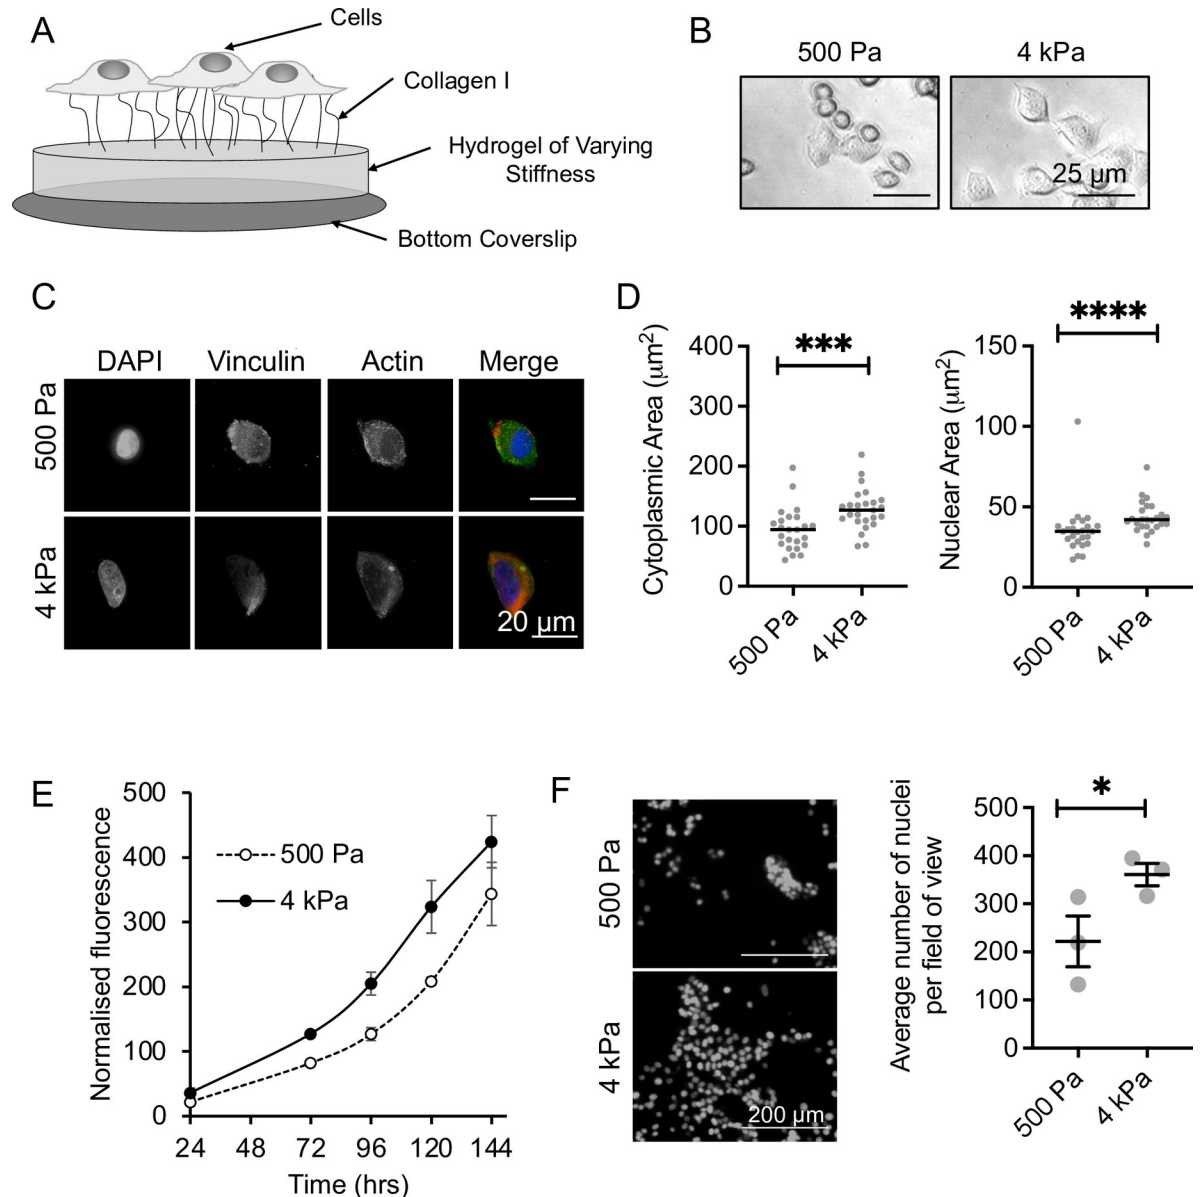 A
Cells
Collagen I
Hydrogel of Varying
Stiffness
Bottom Coverslip
B
500 Pa
4 kPa
25 µm
C
DAPI
Vinculin
Actin
Merge
500 Pa
4 kPa
20 µm
D
Cytoplasmic Area (µm²)
400
300
200
100
0
***
500 Pa
4 kPa
Nuclear Area (µm²)
150
100
50
0
****
500 Pa
4 kPa
E
Normalised fluorescence
500
400
300
200
100
0
500 Pa
4 kPa
24 48 72 96 120 144
Time (hrs)
F
500 Pa
4 kPa
200 µm
Average number of nuclei
per field of view
500
400
300
200
100
0
*
500 Pa
4 kPa